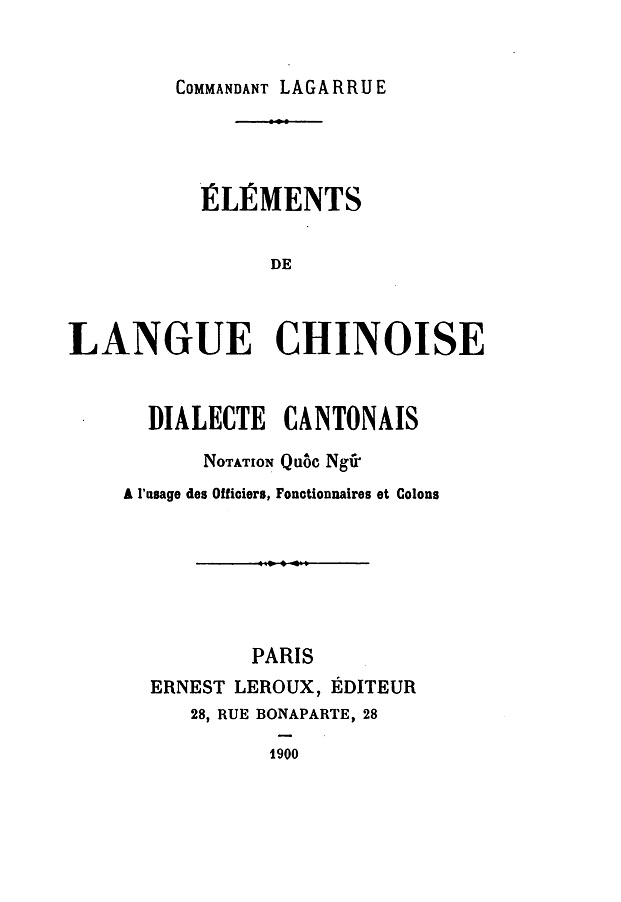 COMMANDANT LAGARRUE
ÉLÉMENTS
DE
LANGUE CHINOISE
DIALECTE CANTONAIS
NOTATION Quôc Ngữ
A l'usage des Officiers, Fonctionnaires et Colons
PARIS
ERNEST LEROUX, ÉDITEUR
28, RUE BONAPARTE, 28
1900